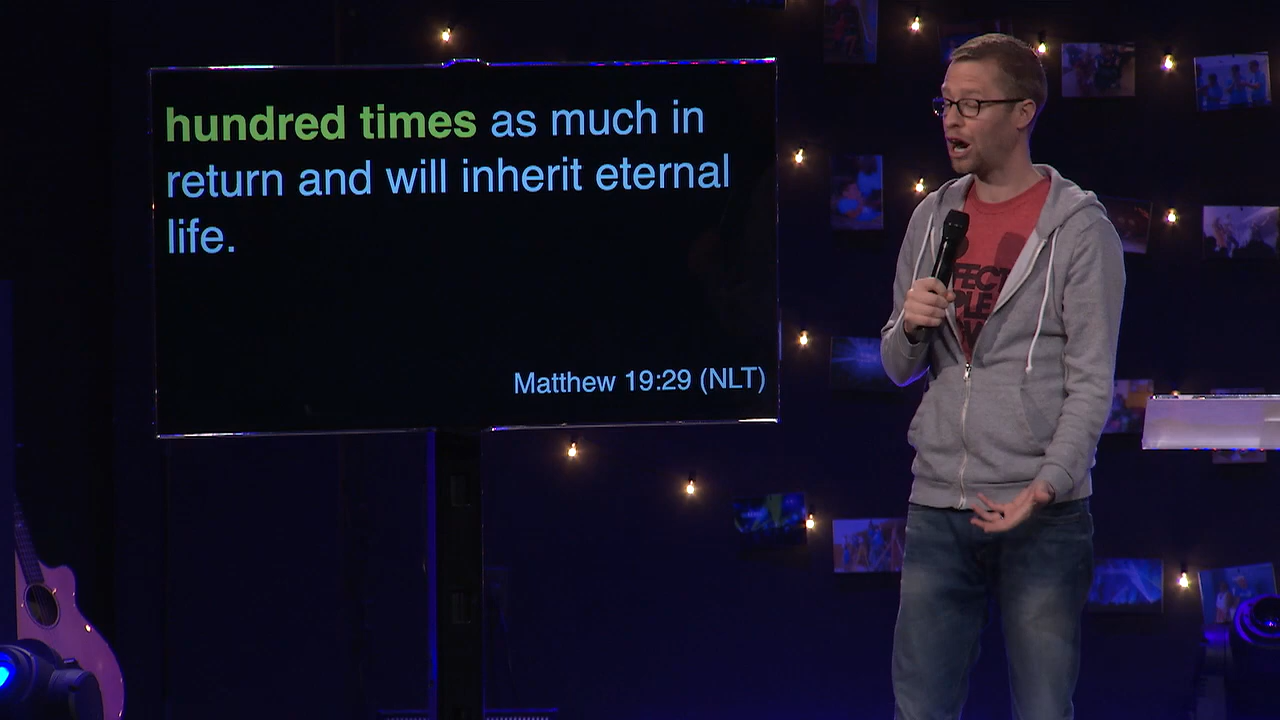 hundred times as much in
return and will inherit eternal
life.
Matthew 19:29 (NLT)